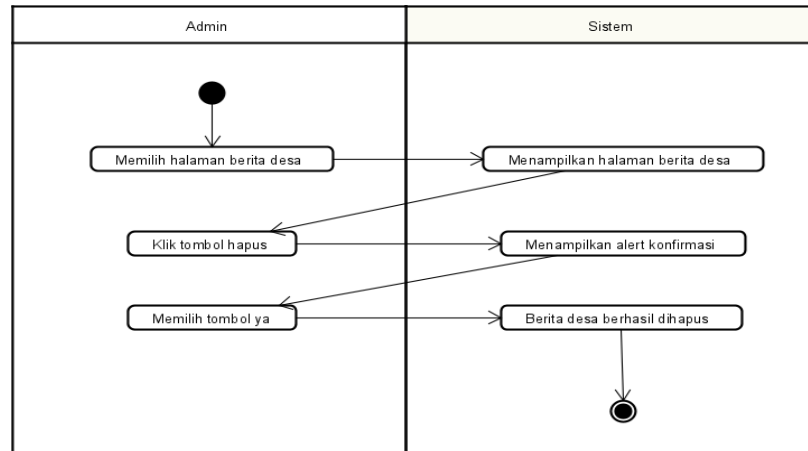 Admin
Sistem
Memilih halaman berita desa
Menampilkan halaman berita desa
Klik tombol hapus
Menampilkan alert konfirmasi
Memilih tombol ya
Berita desa berhasil dihapus